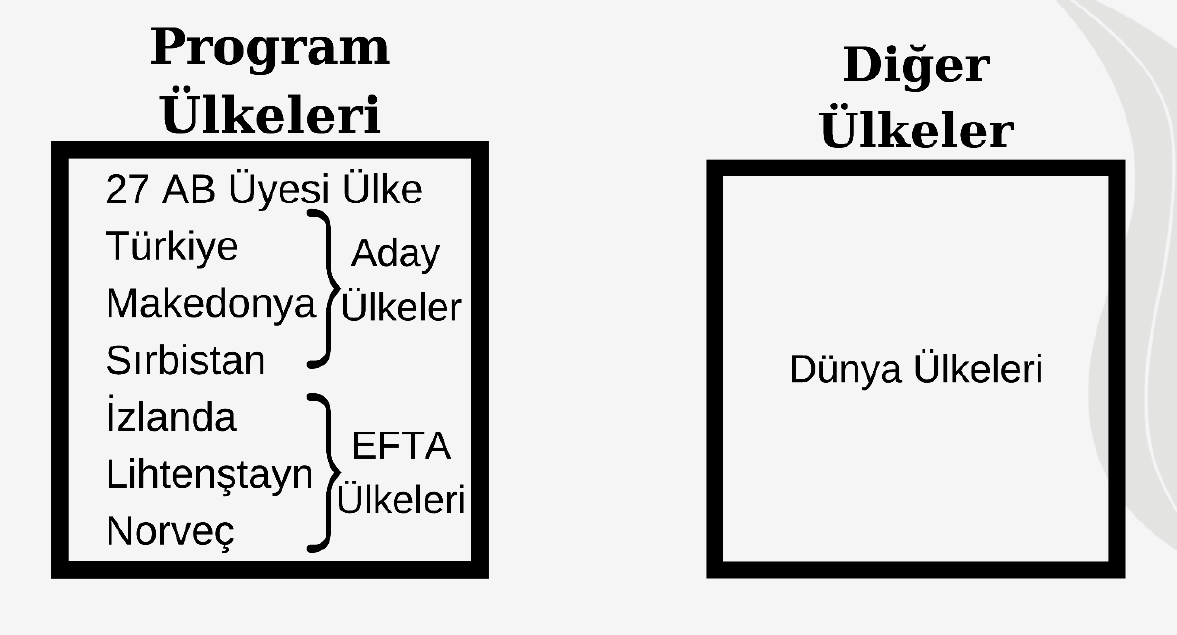 Program
Ülkeleri
27 AB Üyesi Ülke
Türkiye
Makedonya
Sırbistan
Aday
Ülkeler
İzlanda
Lihtenştayn
Norveç
EFTA
Ülkeleri
Diğer
Ülkeler
Dünya Ülkeleri